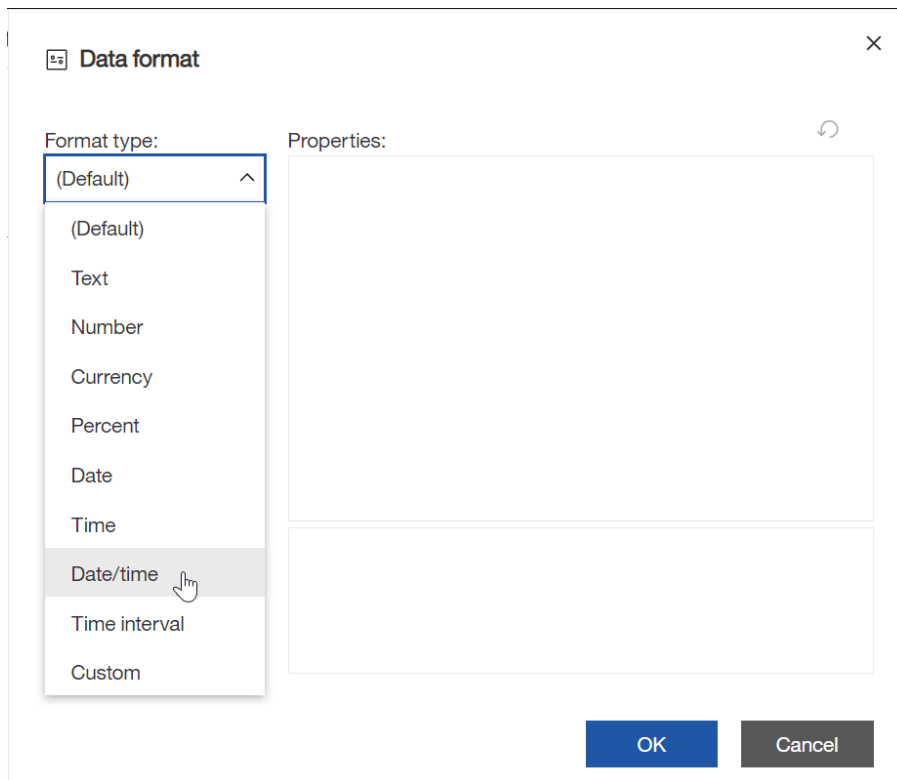 Data format
Format type:
Properties:
(Default)
(Default)
Text
Number
Currency
Percent
Date
Time
Date/time
Time interval
Custom
OK
Cancel